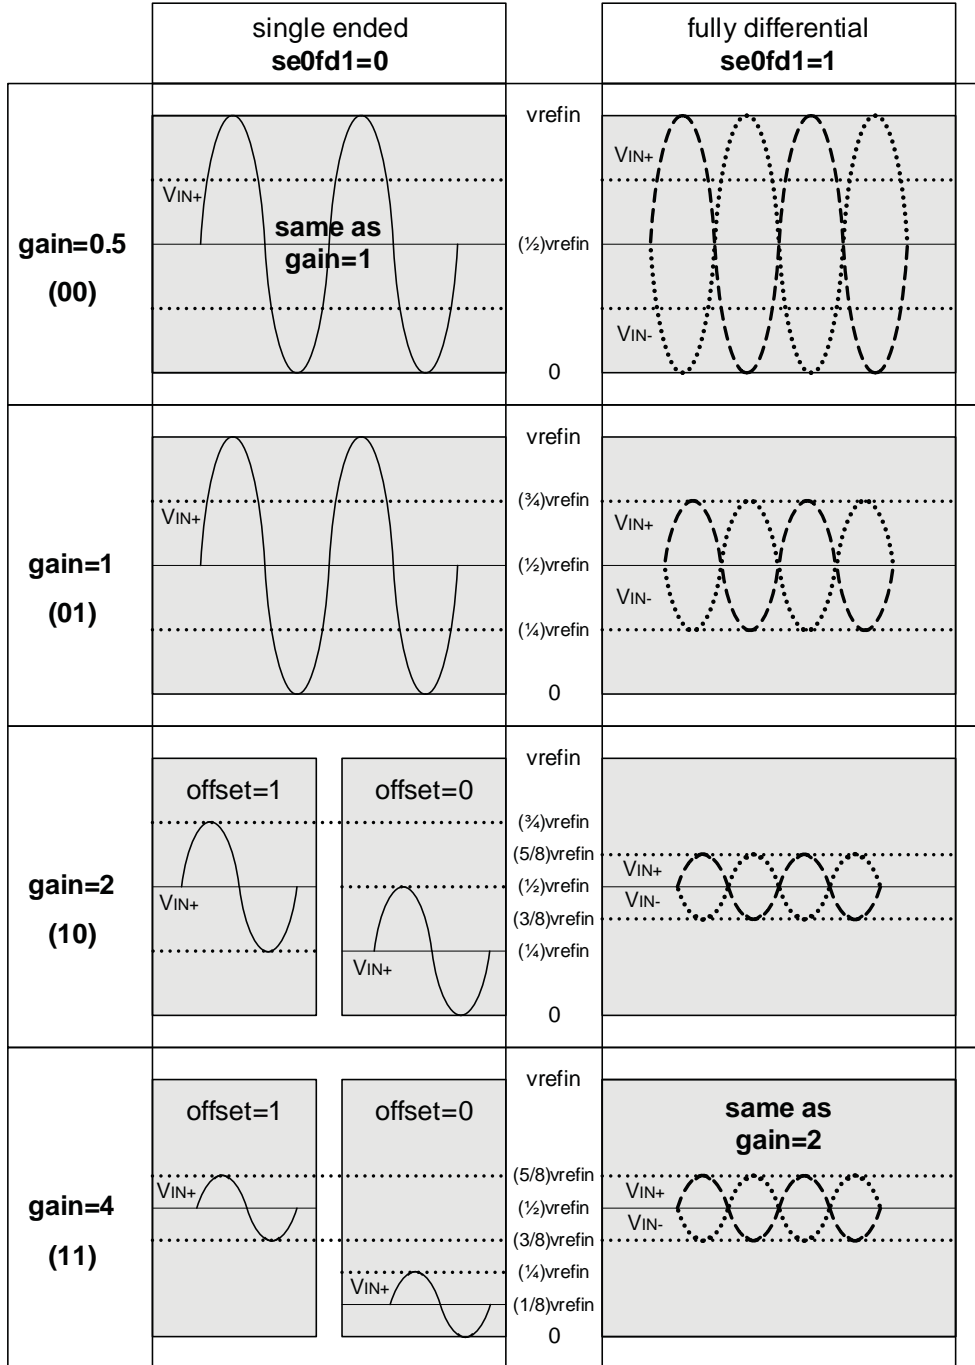 single ended
se0fd1=0
fully differential
se0fd1=1
gain=0.5
(00)
VIN+
same as
gain=1
vrefin
(½)vrefin
0
VIN+
VIN-
gain=1
(01)
VIN+
vrefin
(¾)vrefin
(½)vrefin
(¼)vrefin
0
VIN+
VIN-
gain=2
(10)
offset=1
VIN+
offset=0
VIN+
vrefin
(¾)vrefin
(5/8)vrefin
(½)vrefin
(3/8)vrefin
(¼)vrefin
0
VIN+
VIN-
gain=4
(11)
offset=1
VIN+
offset=0
VIN+
vrefin
(5/8)vrefin
(½)vrefin
(3/8)vrefin
(¼)vrefin
(1/8)vrefin
0
same as
gain=2
VIN+
VIN-